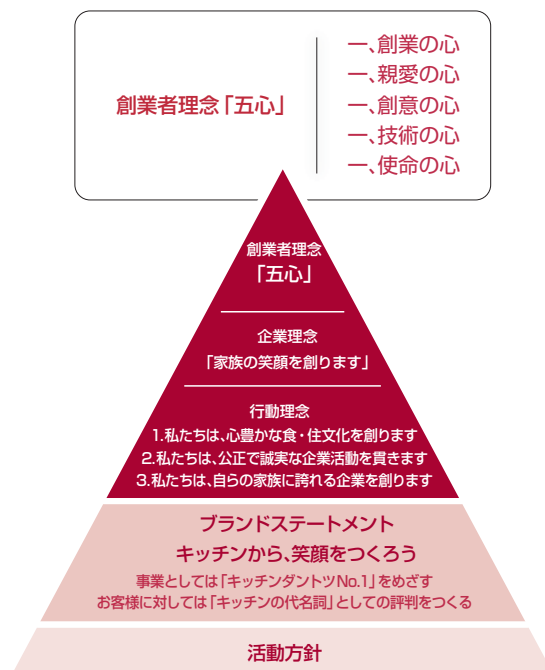 創業者理念「五心」
一、創業の心
一、親愛の心
一、創意の心
一、技術の心
一、使命の心
創業者理念
「五心」
企業理念
「家族の笑顔を創ります」
行動理念
1.私たちは、心豊かな食・住文化を創ります
2.私たちは、公正で誠実な企業活動を貫きます
3.私たちは、自らの家族に誇れる企業を創ります
ブランドステートメント
キッチンから、笑顔をつくろう
事業としては「キッチンダントツNo.1」をめざす
お客様に対しては「キッチンの代名詞」としての評判をつくる
活動方針